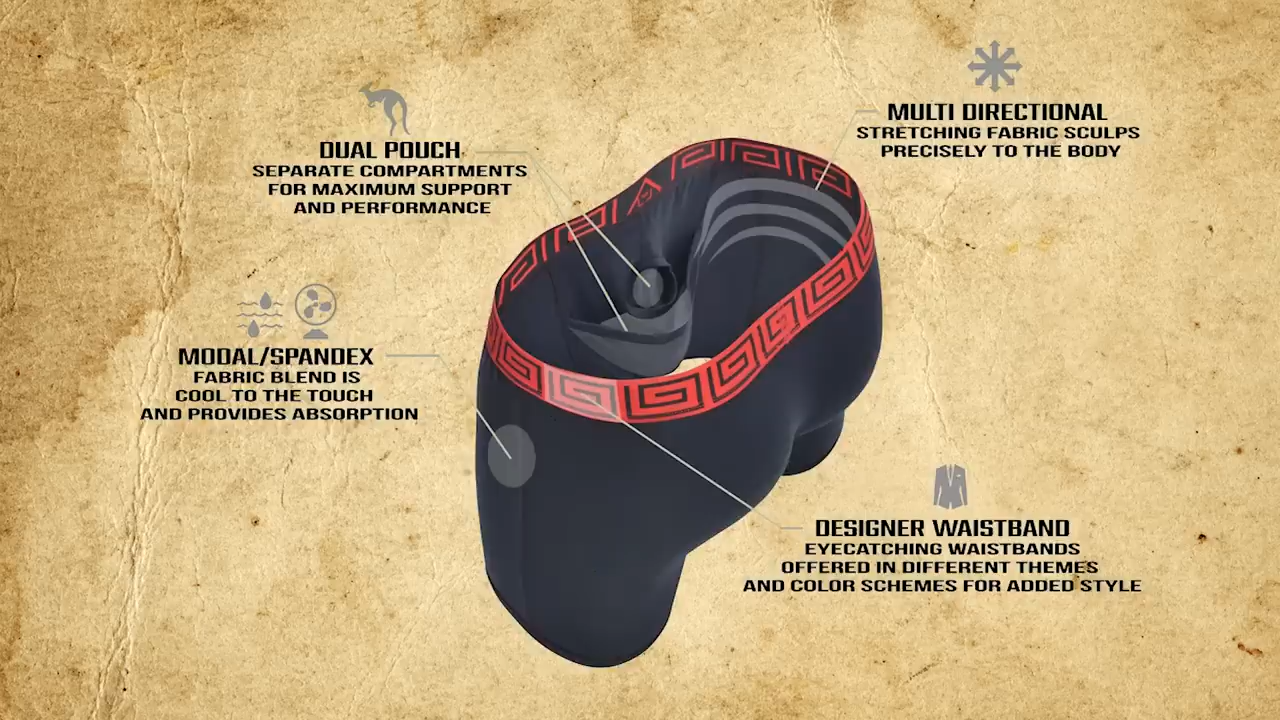 MULTI DIRECTIONAL
STRETCHING FABRIC SCULPS
PRECISELY TO THE BODY
DUAL POUCH
SEPARATE COMPARTMENTS
FOR MAXIMUM SUPPORT
AND PERFORMANCE
MODAL/SPANDEX
FABRIC BLEND IS
COOL TO THE TOUCH
AND PROVIDES ABSORPTION
DESIGNER WAISTBAND
EYECATCHING WAISTBANDS
OFFERED IN DIFFERENT THEMES
AND COLOR SCHEMES FOR ADDED STYLE